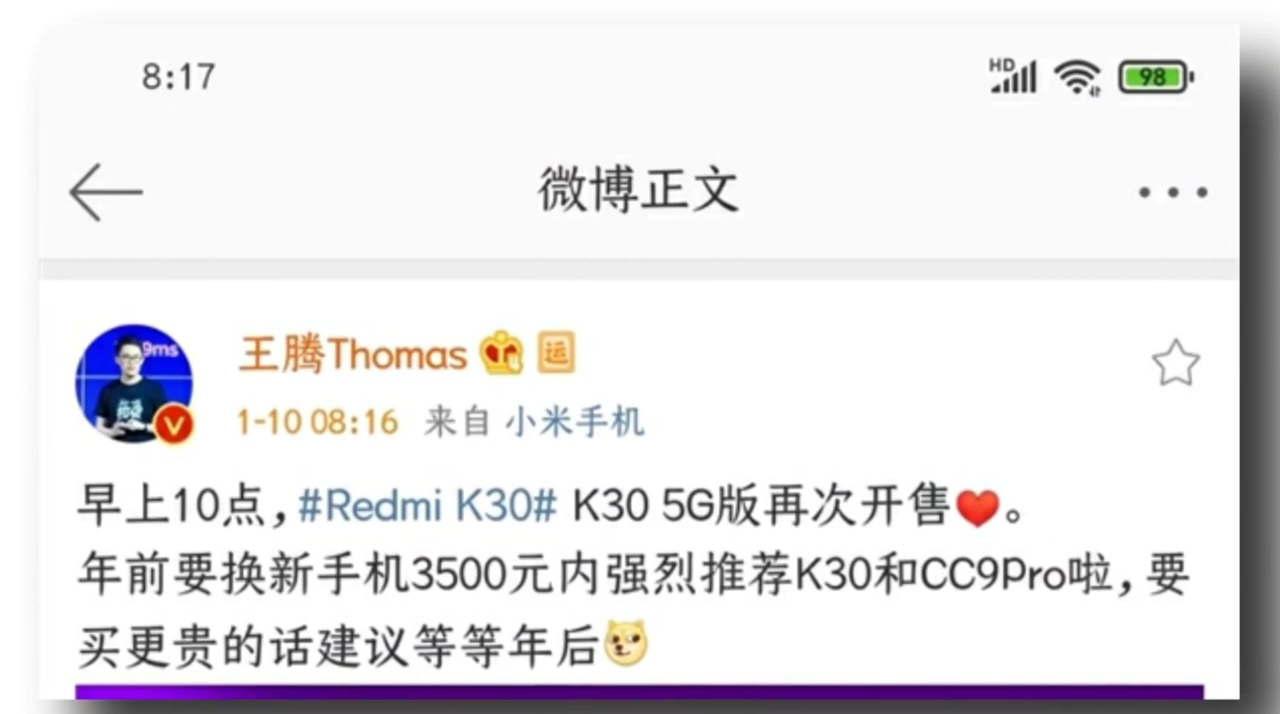 8:17
HD
98
微博正文
9ms
王腾Thomas 运
V
1-10 08:16 来自 小米手机
早上10点,#Redmi K30# K30 5G版再次开售。
年前要换新手机3500元内强烈推荐K30和CC9Pro啦,要
买更贵的话建议等等年后